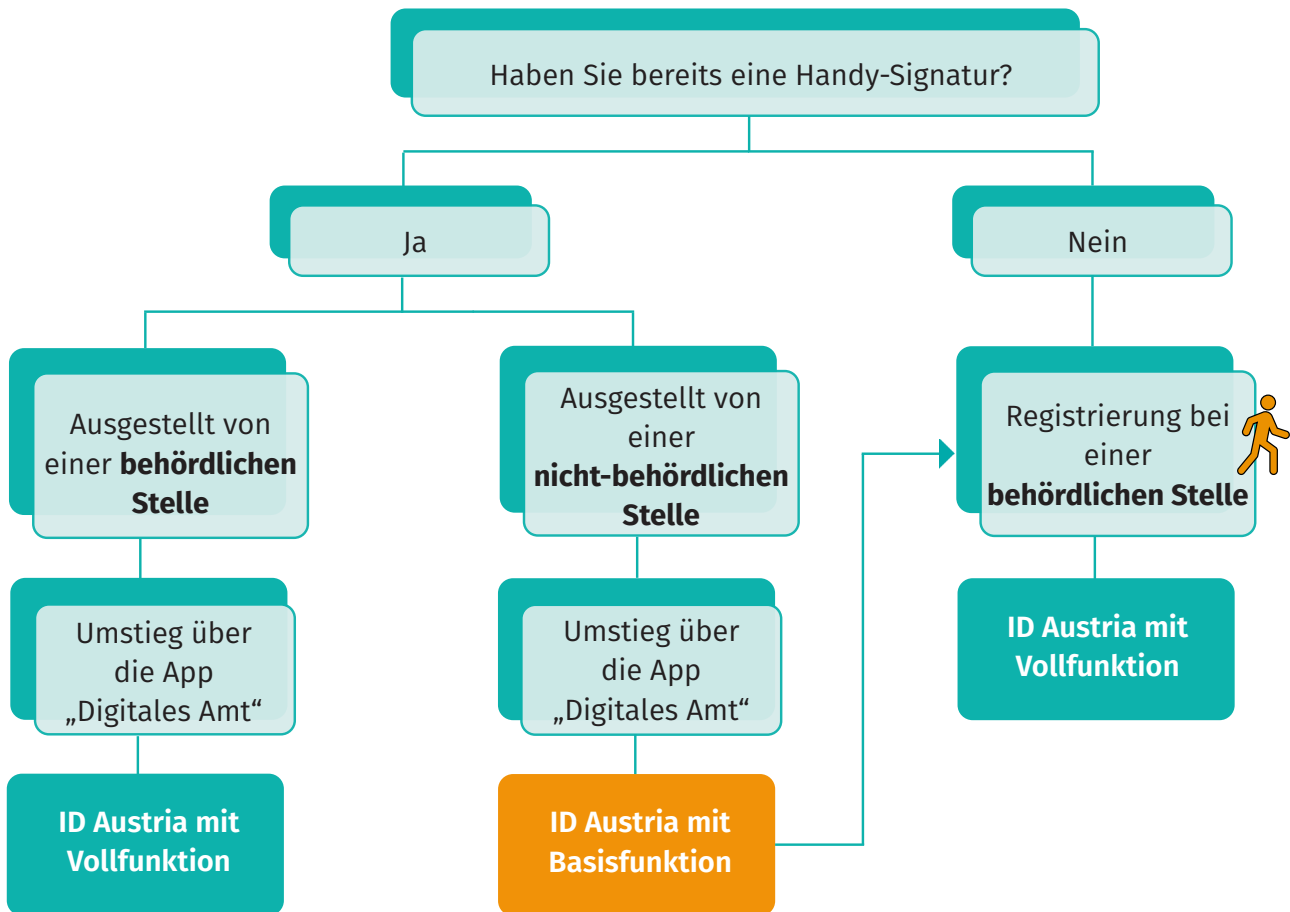 Haben Sie bereits eine Handy-Signatur?
Ja
Nein
Ausgestellt von
einer behördlichen
Stelle
Ausgestellt von
einer
nicht-behördlichen
Stelle
Registrierung bei
einer
behördlichen Stelle
Umstieg über
die App
„Digitales Amt“
Umstieg über
die App
„Digitales Amt“
ID Austria mit
Vollfunktion
ID Austria mit
Vollfunktion
ID Austria mit
Basisfunktion